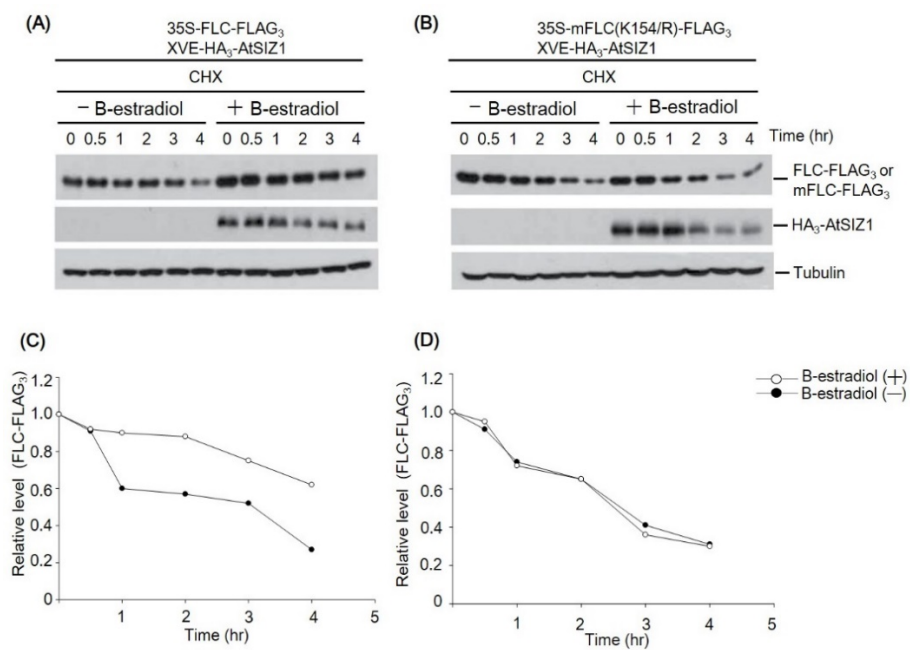 (A)
35S-FLC-FLAG₃
XVE-HA₃-AtSIZ1
CHX
− B-estradiol + B-estradiol
0 0.5 1 2 3 4 0 0.5 1 2 3 4
(B)
35S-mFLC(K154/R)-FLAG₃
XVE-HA₃-AtSIZ1
CHX
− B-estradiol + B-estradiol
0 0.5 1 2 3 4 0 0.5 1 2 3 4 Time (hr)
FLC-FLAG₃ or
mFLC-FLAG₃
HA₃-AtSIZ1
Tubulin
(C)
Relative level (FLC-FLAG₃)
1.2
1.0
0.8
0.6
0.4
0.2
0
1 2 3 4 5
Time (hr)
(D)
Relative level (FLC-FLAG₃)
1.2
1.0
0.8
0.6
0.4
0.2
0
1 2 3 4 5
Time (hr)
B-estradiol (+)
B-estradiol (—)